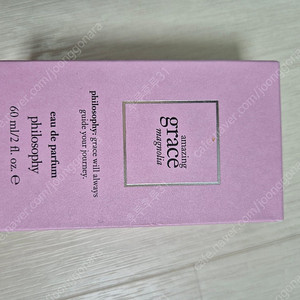 amazing
grace
magnolia
philosophy: grace will always
guide your journey.
eau de parfum
philosophy
60 ml/2 fl. oz. e